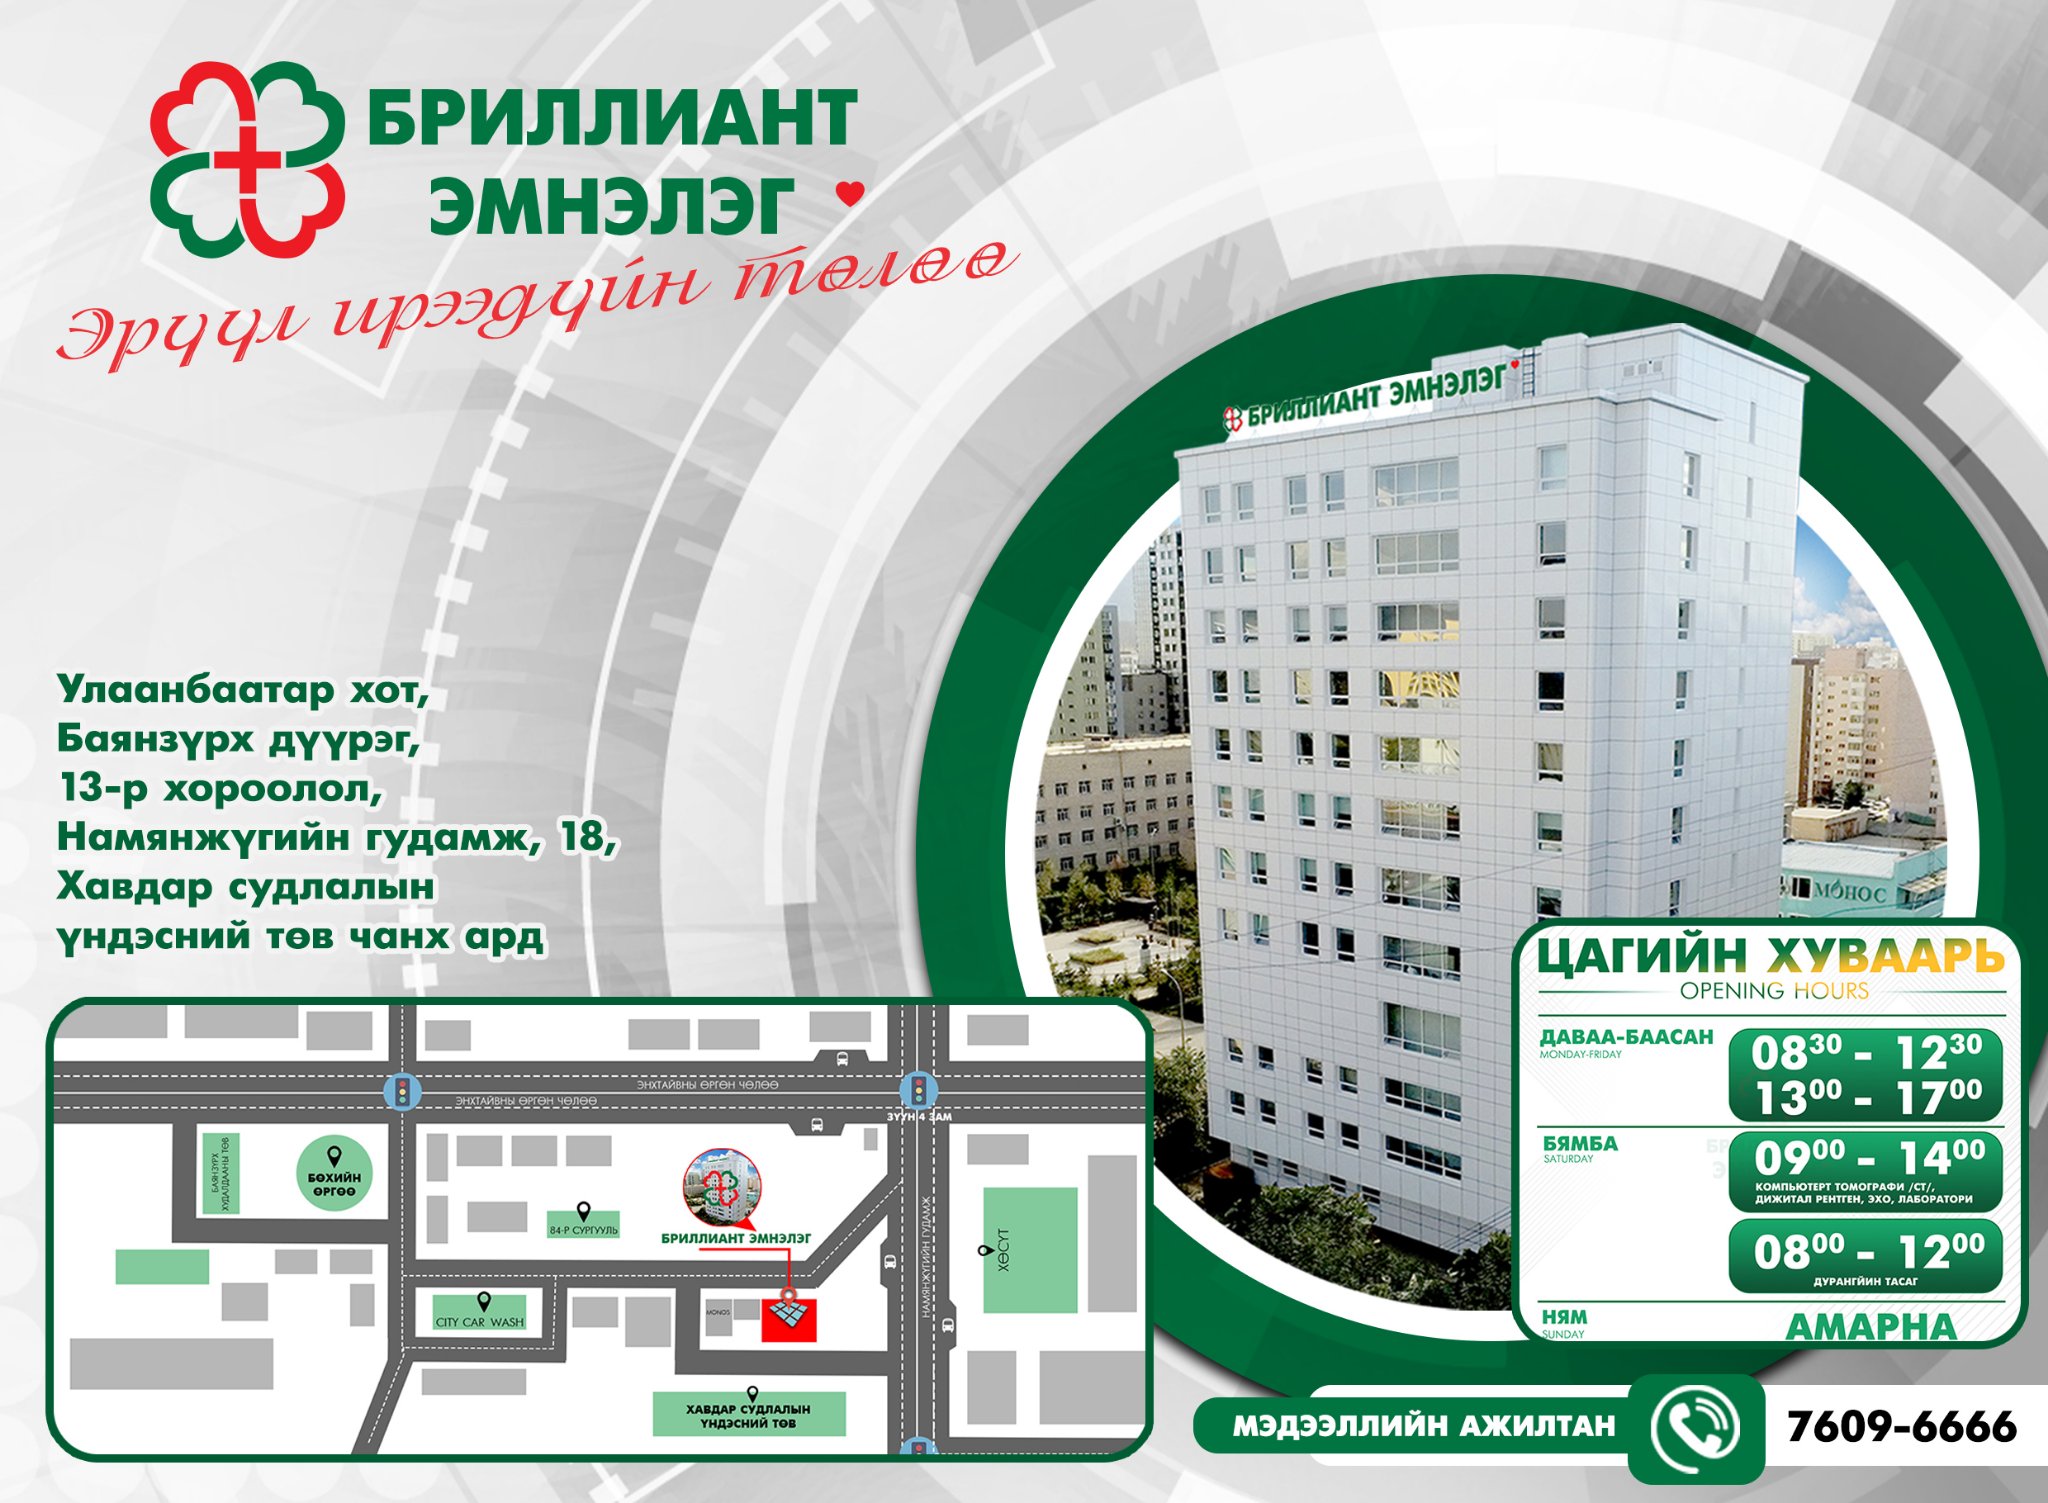 БРИЛЛИАНТ
ЭМНЭЛЭГ
Эрүүл ирээдүйн төлөө
БРИЛЛИАНТ ЭМНЭЛЭГ
Улаанбаатар хот,
Баянзүрх дүүрэг,
13-р хороолол,
Намянжүгийн гудамж, 18,
Хавдар судлалын
үндэсний төв чанх ард
МОНОС
ЦАГИЙН ХУВААРЬ
OPENING HOURS
ДАВАА-БААСАН
MONDAY-FRIDAY
08³⁰ - 12³⁰
13⁰⁰ - 17⁰⁰
БЯМБА
SATURDAY
09⁰⁰ - 14⁰⁰
КОМПЬЮТЕРТ ТОМОГРАФИ /СТ/,
ДИЖИТАЛ РЕНТГЕН, ЭХО, ЛАБОРАТОРИ
08⁰⁰ - 12⁰⁰
ДУРАНГИЙН ТАСАГ
НЯМ
SUNDAY
АМАРНА
ЭНХТАЙВНЫ ӨРГӨН ЧӨЛӨӨ
ЭНХТАЙВНЫ ӨРГӨН ЧӨЛӨӨ
ЗҮҮН 4 ЗАМ
БАЯНЗҮРХ
ХУДАЛДААНЫ ТӨВ
БӨХИЙН
ӨРГӨӨ
84-Р СУРГУУЛЬ
БРИЛЛИАНТ ЭМНЭЛЭГ
НАМЯНЖҮГИЙН ГУДАМЖ
ХӨСҮТ
CITY CAR WASH
MONOS
ХАВДАР СУДЛАЛЫН
ҮНДЭСНИЙ ТӨВ
МЭДЭЭЛЛИЙН АЖИЛТАН
7609-6666